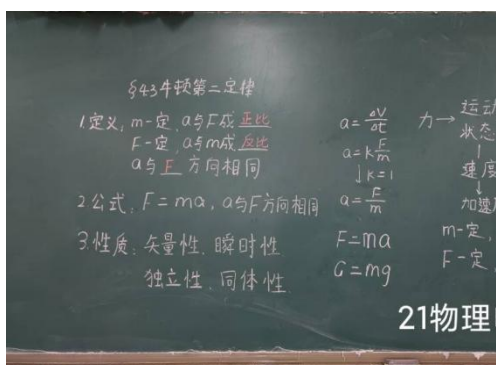 §4.3牛顿第二定律
1.定义: m一定, a与F成正比
F一定, a与m成反比
a与F方向相同
2.公式: F=ma, a与F方向相同
3.性质: 矢量性、瞬时性
独立性、同体性
a=ΔV/Δt
a=kF/m
↓k=1
a=F/m
F=ma
G=mg
力→运动
状态
↓
速度
↓
m一定,
F一定
21物理